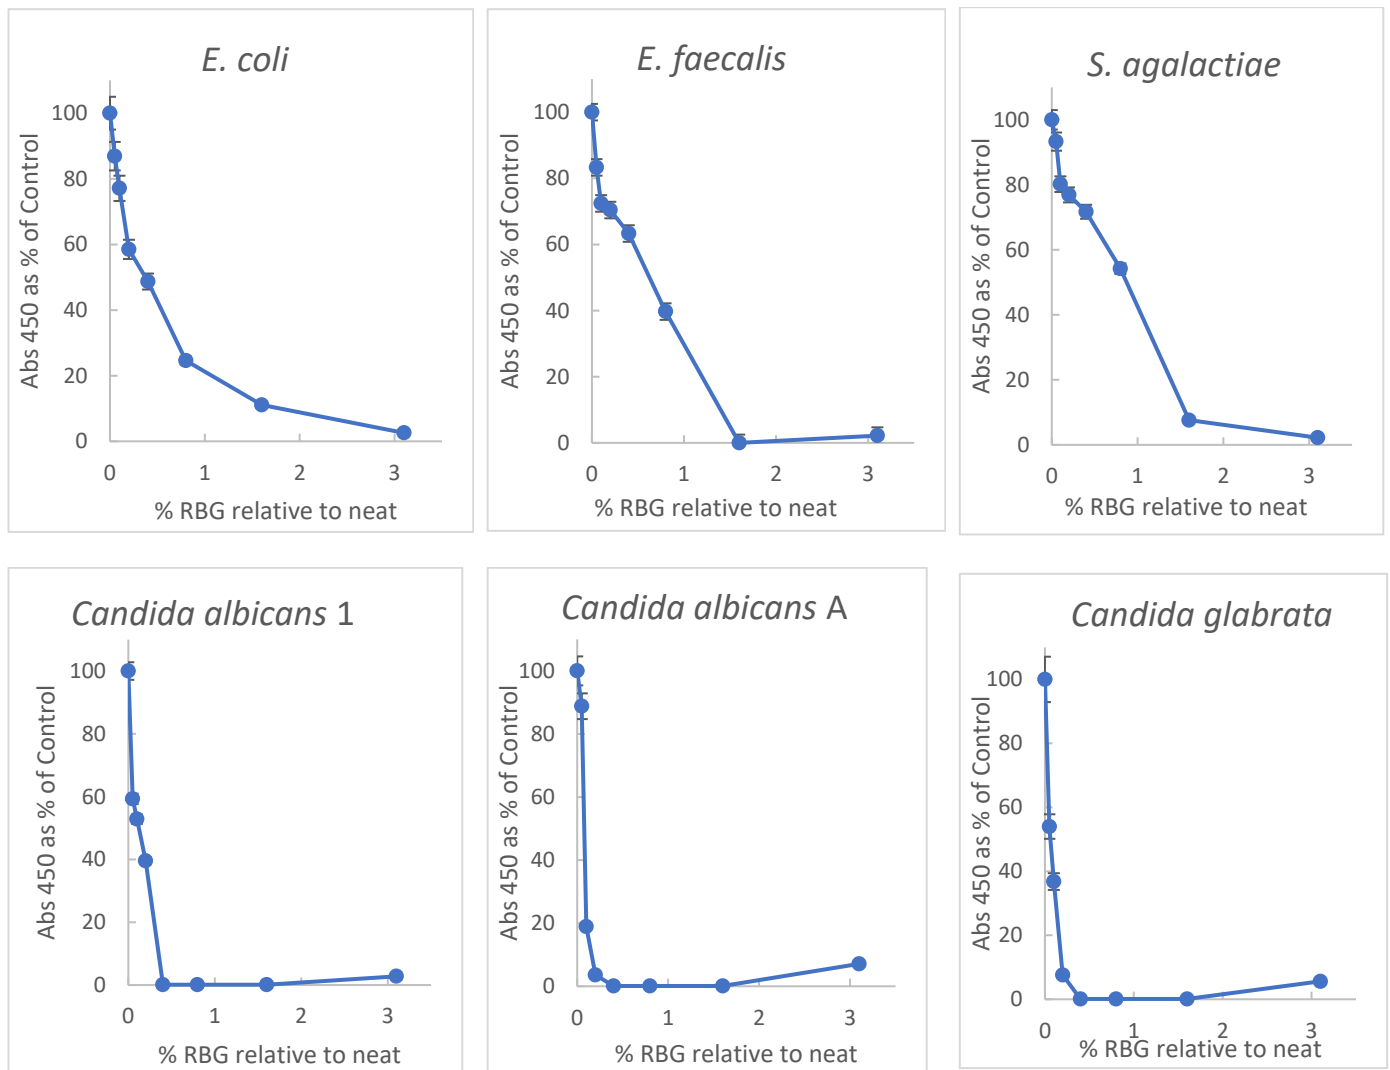 E. coli
Abs 450 as % of Control
100
80
60
40
20
0
0 1 2 3
% RBG relative to neat
E. faecalis
Abs 450 as % of Control
100
80
60
40
20
0
0 1 2 3
% RBG relative to neat
S. agalactiae
Abs 450 as % of Control
100
80
60
40
20
0
0 1 2 3
% RBG relative to neat
Candida albicans 1
Abs 450 as % of Control
100
80
60
40
20
0
0 1 2 3
% RBG relative to neat
Candida albicans A
Abs 450 as % of Control
100
80
60
40
20
0
0 1 2 3
% RBG relative to neat
Candida glabrata
Abs 450 as % of Control
100
80
60
40
20
0
0 1 2 3
% RBG relative to neat